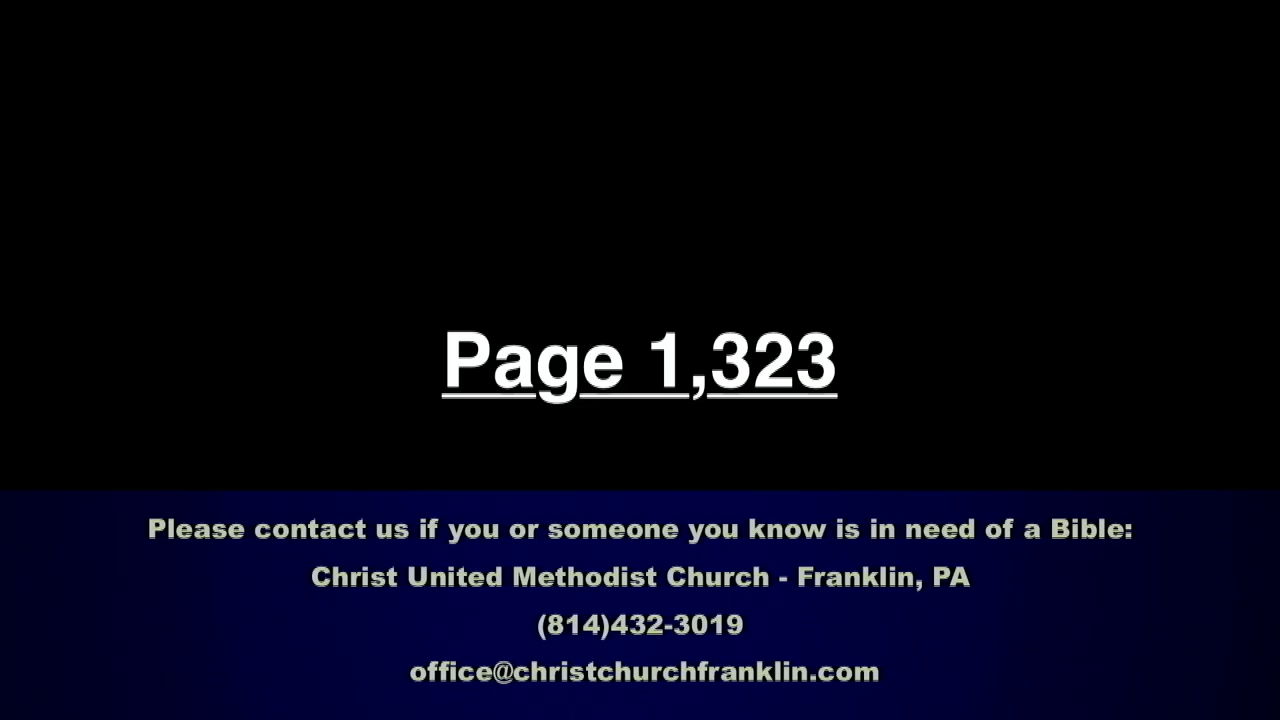 Page 1,323
Please contact us if you or someone you know is in need of a Bible:
Christ United Methodist Church - Franklin, PA
(814)432-3019
office@christchurchfranklin.com